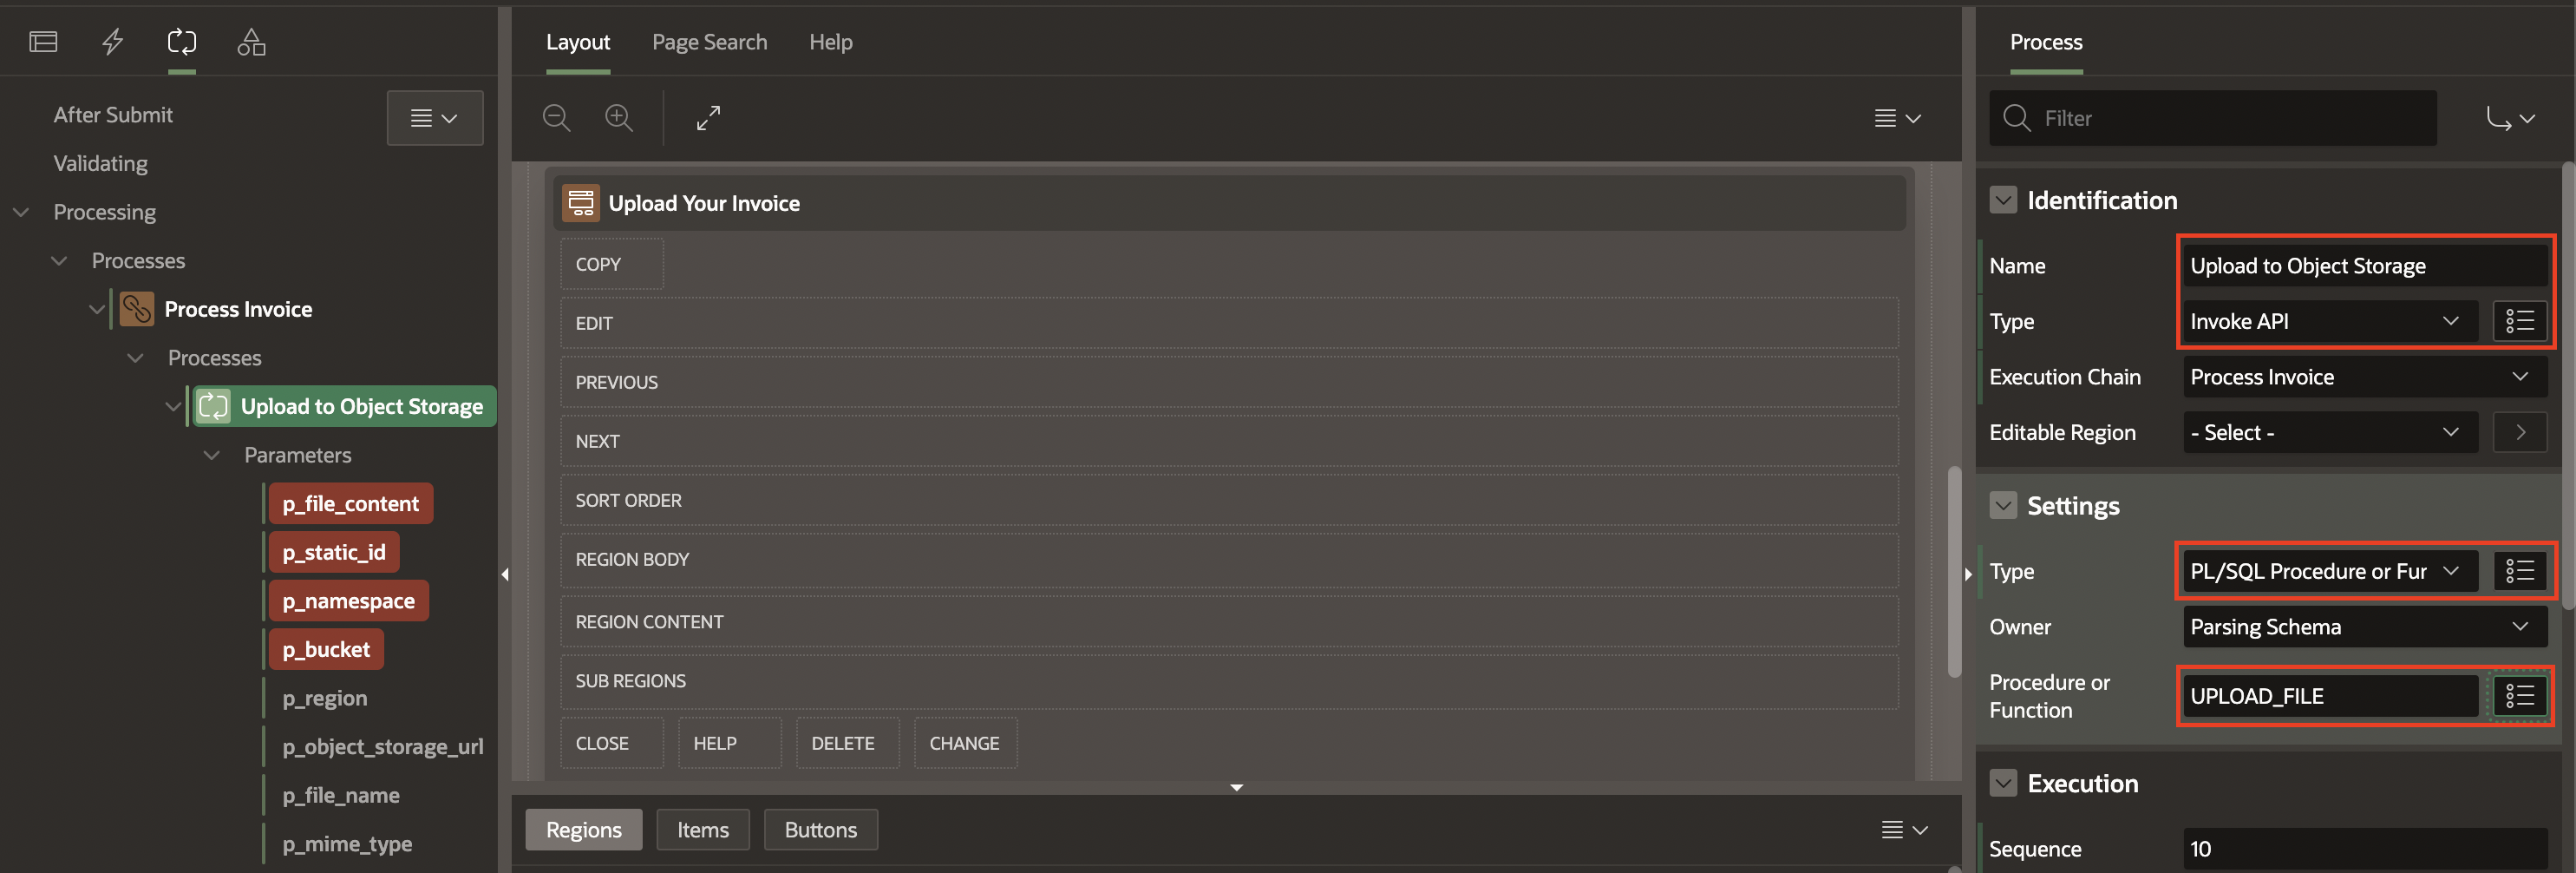 After Submit
Validating
Processing
Processes
Process Invoice
Processes
Upload to Object Storage
Parameters
p_file_content
p_static_id
p_namespace
p_bucket
p_region
p_object_storage_url
p_file_name
p_mime_type
Layout Page Search Help
Upload Your Invoice
COPY
EDIT
PREVIOUS
NEXT
SORT ORDER
REGION BODY
REGION CONTENT
SUB REGIONS
CLOSE HELP DELETE CHANGE
Regions Items Buttons
Process
Filter
Identification
Name Upload to Object Storage
Type Invoke API
Execution Chain Process Invoice
Editable Region - Select -
Settings
Type PL/SQL Procedure or Fur
Owner Parsing Schema
Procedure or
Function UPLOAD_FILE
Execution
Sequence 10